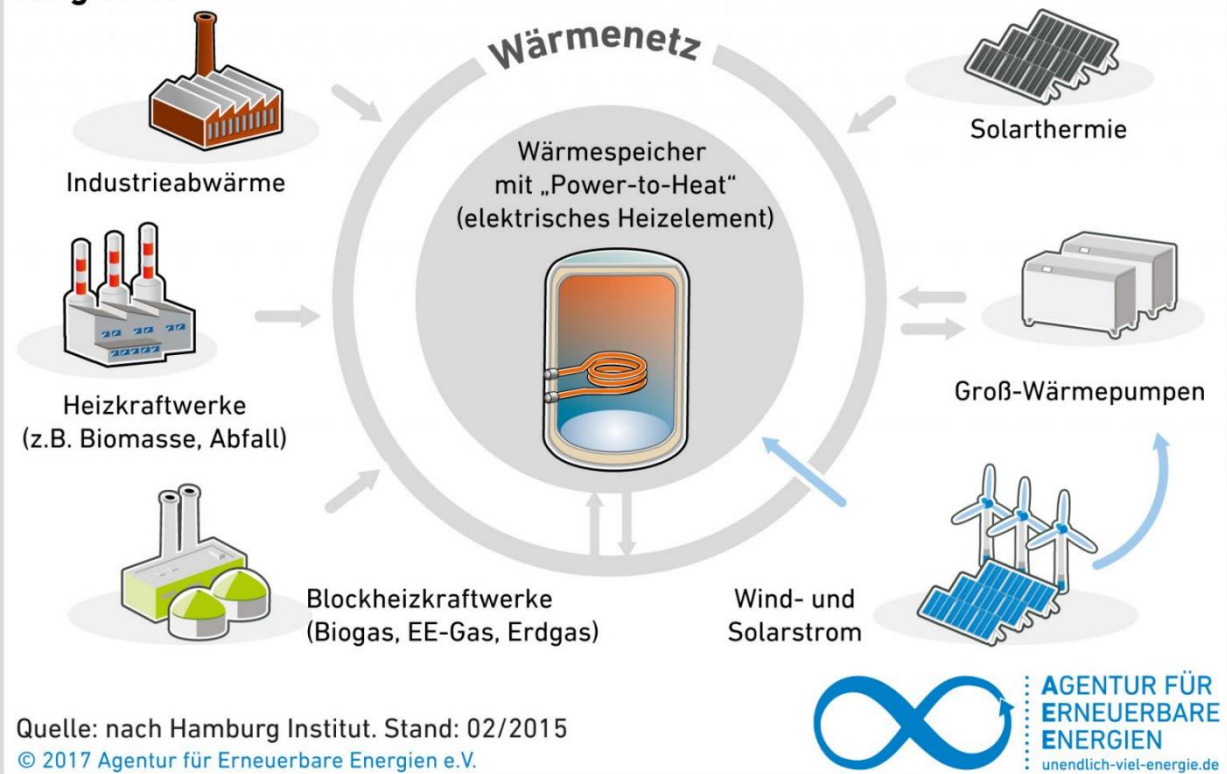 Wärmenetz
Industrieabwärme
Solarthermie
Wärmespeicher
mit „Power-to-Heat“
(elektrisches Heizelement)
Heizkraftwerke
(z.B. Biomasse, Abfall)
Groß-Wärmepumpen
Blockheizkraftwerke
(Biogas, EE-Gas, Erdgas)
Wind- und
Solarstrom
Quelle: nach Hamburg Institut. Stand: 02/2015
© 2017 Agentur für Erneuerbare Energien e.V.
AGENTUR FÜR
ERNEUERBARE
ENERGIEN
unendlich-viel-energie.de